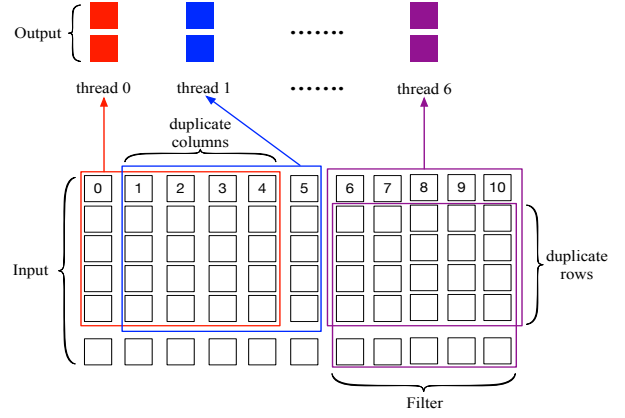 Output
.......
thread 0 thread 1 ....... thread 6
duplicate
columns
0 1 2 3 4 5 6 7 8 9 10
Input
duplicate
rows
Filter